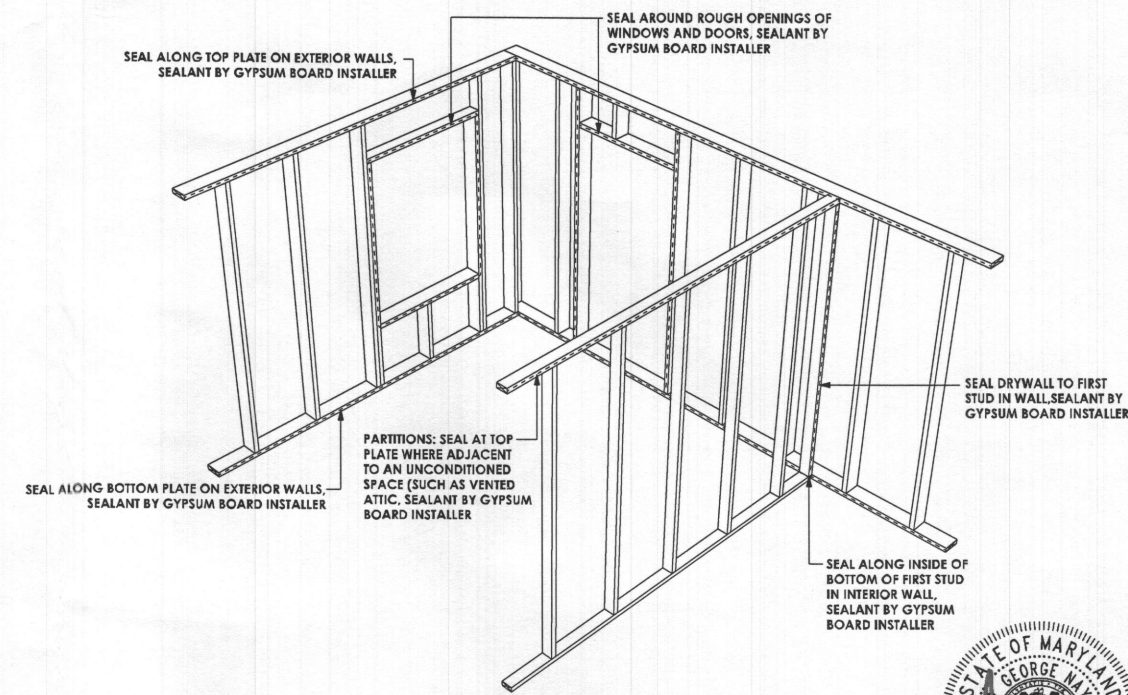 SEAL AROUND ROUGH OPENINGS OF
WINDOWS AND DOORS, SEALANT BY
GYPSUM BOARD INSTALLER
SEAL ALONG TOP PLATE ON EXTERIOR WALLS,
SEALANT BY GYPSUM BOARD INSTALLER
SEAL DRYWALL TO FIRST
STUD IN WALL,SEALANT BY
GYPSUM BOARD INSTALLER
PARTITIONS: SEAL AT TOP
PLATE WHERE ADJACENT
TO AN UNCONDITIONED
SPACE (SUCH AS VENTED
ATTIC, SEALANT BY GYPSUM
BOARD INSTALLER
SEAL ALONG BOTTOM PLATE ON EXTERIOR WALLS,
SEALANT BY GYPSUM BOARD INSTALLER
SEAL ALONG INSIDE OF
BOTTOM OF FIRST STUD
IN INTERIOR WALL,
SEALANT BY GYPSUM
BOARD INSTALLER
STATE OF MARYLAND
GEORGE